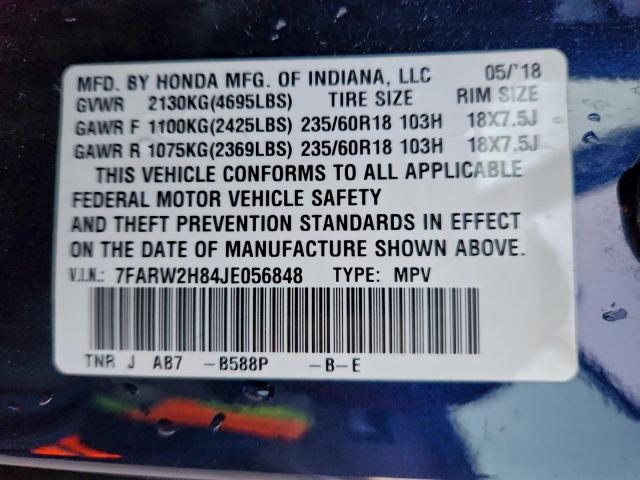 MFD. BY HONDA MFG. OF INDIANA, LLC 05/'18
GVWR 2130KG(4695LBS) TIRE SIZE RIM SIZE
GAWR F 1100KG(2425LBS) 235/60R18 103H 18X7.5J
GAWR R 1075KG(2369LBS) 235/60R18 103H 18X7.5J
THIS VEHICLE CONFORMS TO ALL APPLICABLE
FEDERAL MOTOR VEHICLE SAFETY
AND THEFT PREVENTION STANDARDS IN EFFECT
ON THE DATE OF MANUFACTURE SHOWN ABOVE.
V.I.N.: 7FARW2H84JE056848 TYPE: MPV
TNR J AB7 -B588P -B-E